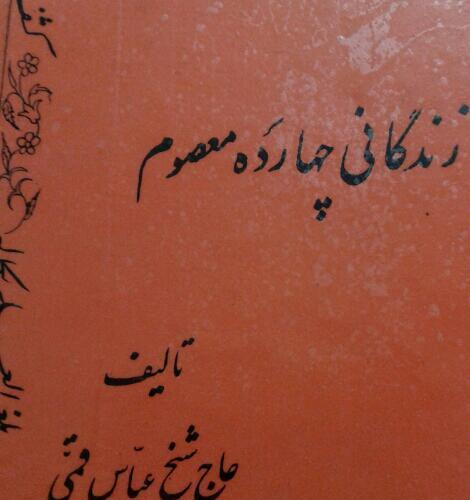 زندگانی چهارده معصوم
تالیف
حاج شیخ عباس قمی